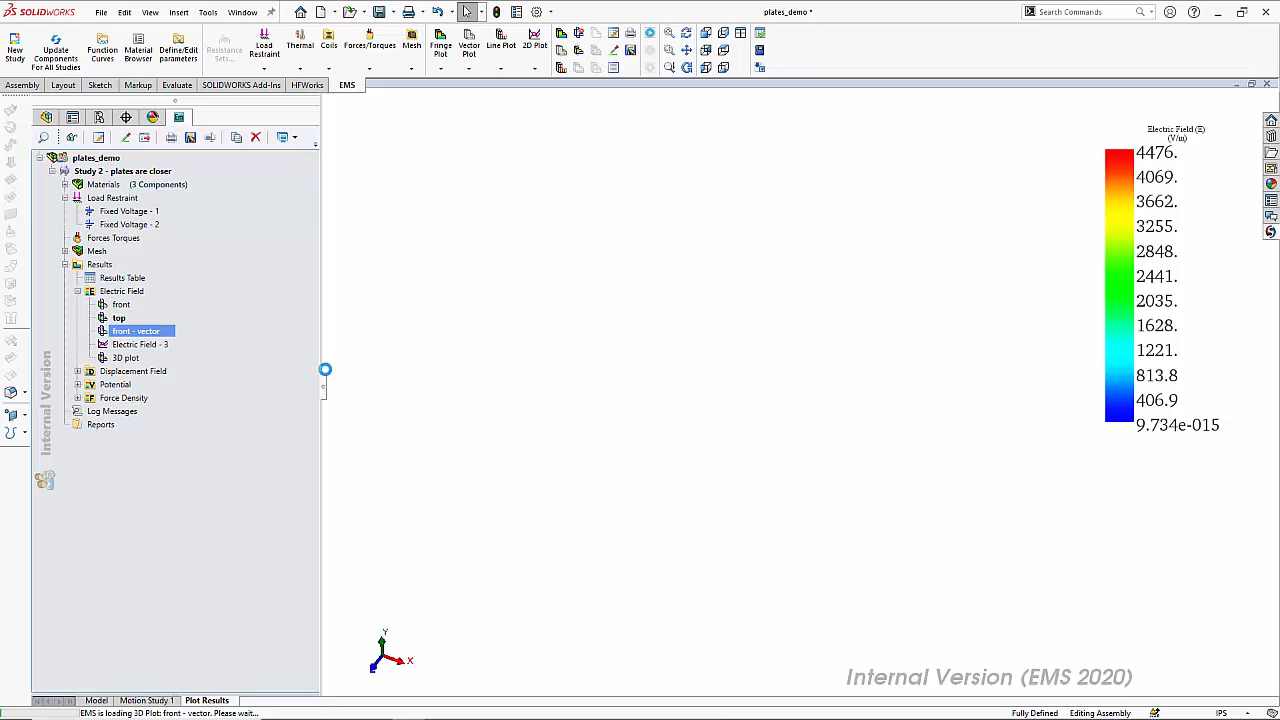 SOLIDWORKS File Edit View Insert Tools Window plates_demo * Search Commands
New Study
Update Components For All Studies
Function Curves
Material Browser
Define/Edit parameters
Resistance Sets...
Load Restraint
Thermal
Coils
Forces/Torques
Mesh
Fringe Plot
Vector Plot
Line Plot
2D Plot
Assembly Layout Sketch Markup Evaluate SOLIDWORKS Add-Ins HFWorks EMS
plates_demo
Study 2 - plates are closer
Materials (3 Components)
Load Restraint
Fixed Voltage - 1
Fixed Voltage - 2
Forces Torques
Mesh
Results
Results Table
Electric Field
front
top
front - vector
Electric Field - 3
3D plot
Displacement Field
Potential
Force Density
Log Messages
Reports
Internal Version
Electric Field (E)
(V/m)
4476.
4069.
3662.
3255.
2848.
2441.
2035.
1628.
1221.
813.8
406.9
9.734e-015
Y
X
Internal Version (EMS 2020)
Model Motion Study 1 Plot Results
EMS is loading 3D Plot: front - vector. Please wait... Fully Defined Editing Assembly IPS